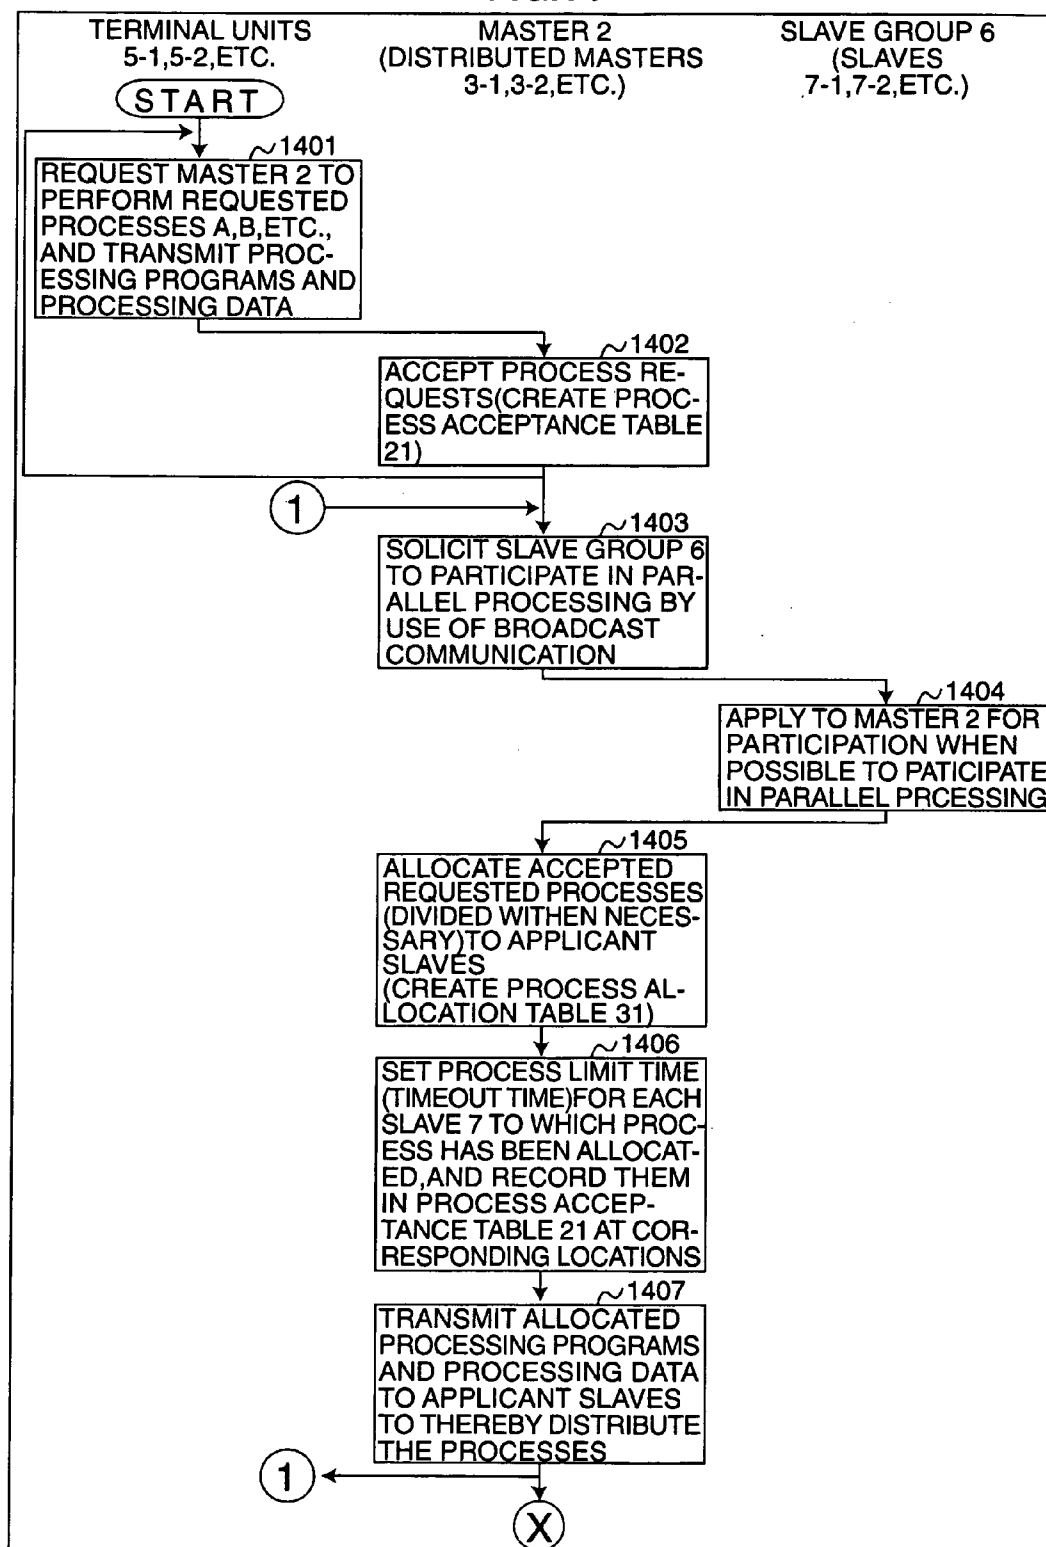 TERMINAL UNITS
5-1,5-2,ETC.
MASTER 2
(DISTRIBUTED MASTERS
3-1,3-2,ETC.)
SLAVE GROUP 6
(SLAVES
7-1,7-2,ETC.)
START
1401
REQUEST MASTER 2 TO
PERFORM REQUESTED
PROCESSES A,B,ETC.,
AND TRANSMIT PROC-
ESSING PROGRAMS AND
PROCESSING DATA
1402
ACCEPT PROCESS RE-
QUESTS(CREATE PROC-
ESS ACCEPTANCE TABLE
21)
1
1403
SOLICIT SLAVE GROUP 6
TO PARTICIPATE IN PAR-
ALLEL PROCESSING BY
USE OF BROADCAST
COMMUNICATION
1404
APPLY TO MASTER 2 FOR
PARTICIPATION WHEN
POSSIBLE TO PATICIPATE
IN PARALLEL PRCESSING
1405
ALLOCATE ACCEPTED
REQUESTED PROCESSES
(DIVIDED WITHEN NECES-
SARY)TO APPLICANT
SLAVES
(CREATE PROCESS AL-
LOCATION TABLE 31)
1406
SET PROCESS LIMIT TIME
(TIMEOUT TIME)FOR EACH
SLAVE 7 TO WHICH PROC-
ESS HAS BEEN ALLOCAT-
ED,AND RECORD THEM
IN PROCESS ACCEP-
TANCE TABLE 21 AT COR-
RESPONDING LOCATIONS
1407
TRANSMIT ALLOCATED
PROCESSING PROGRAMS
AND PROCESSING DATA
TO APPLICANT SLAVES
TO THEREBY DISTRIBUTE
THE PROCESSES
1
X